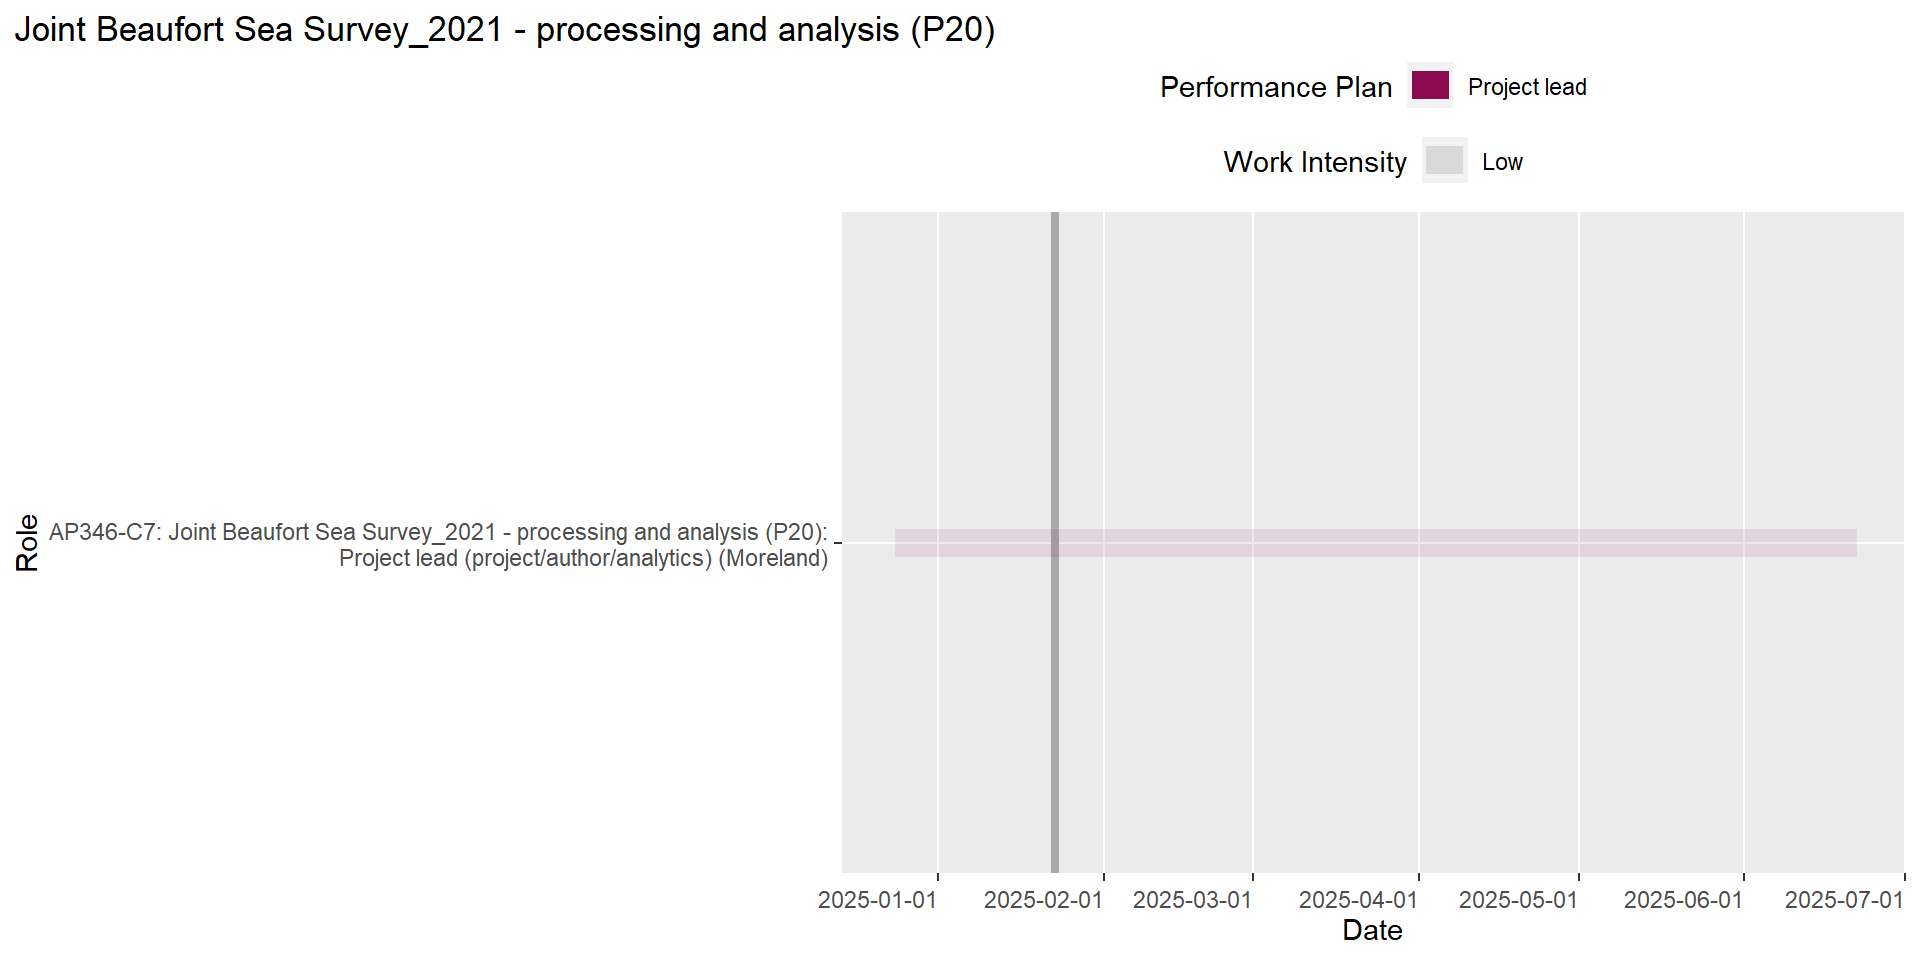 Joint Beaufort Sea Survey_2021 - processing and analysis (P20)
Performance Plan
Project lead
Work Intensity
Low
Role
AP346-C7: Joint Beaufort Sea Survey_2021 - processing and analysis (P20):
Project lead (project/author/analytics) (Moreland)
2025-01-01
2025-02-01
2025-03-01
2025-04-01
2025-05-01
2025-06-01
2025-07-01
Date